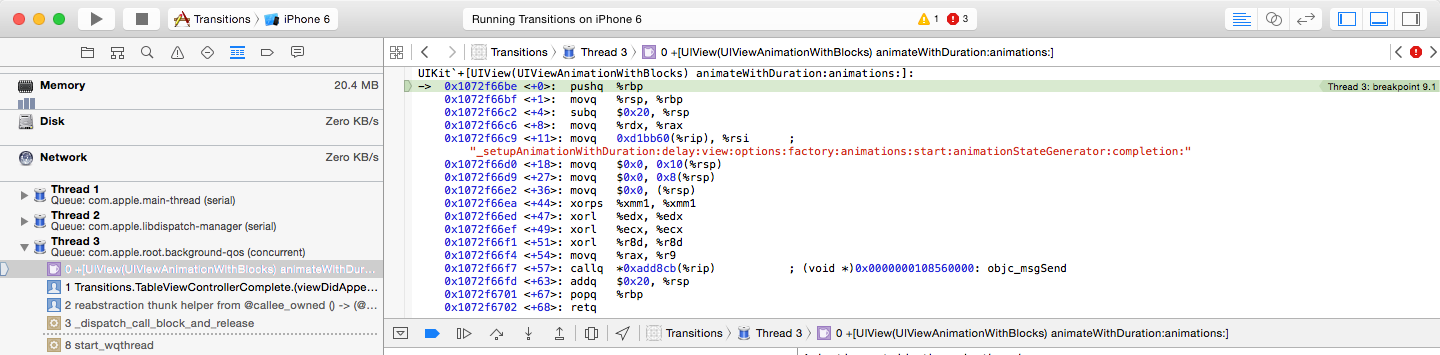 Transitions
iPhone 6
Running Transitions on iPhone 6
1
3
Transitions
Thread 3
0 +[UIView(UIViewAnimationWithBlocks) animateWithDuration:animations:]
Memory
20.4 MB
Disk
Zero KB/s
Network
Zero KB/s
Thread 1
Queue: com.apple.main-thread (serial)
Thread 2
Queue: com.apple.libdispatch-manager (serial)
Thread 3
Queue: com.apple.root.background-qos (concurrent)
0 +[UIView(UIViewAnimationWithBlocks) animateWithDur...
1 Transitions.TableViewControllerComplete.(viewDidAppe...
2 reabstraction thunk helper from @callee_owned () -> (@...
3 _dispatch_call_block_and_release
8 start_wqthread
UIKit`+[UIView(UIViewAnimationWithBlocks) animateWithDuration:animations:]:
-> 0x1072f66be <+0>: pushq %rbp
Thread 3: breakpoint 9.1
0x1072f66bf <+1>: movq %rsp, %rbp
0x1072f66c2 <+4>: subq $0x20, %rsp
0x1072f66c6 <+8>: movq %rdx, %rax
0x1072f66c9 <+11>: movq 0xd1bb60(%rip), %rsi ;
"_setupAnimationWithDuration:delay:view:options:factory:animations:start:animationStateGenerator:completion:"
0x1072f66d0 <+18>: movq $0x0, 0x10(%rsp)
0x1072f66d9 <+27>: movq $0x0, 0x8(%rsp)
0x1072f66e2 <+36>: movq $0x0, (%rsp)
0x1072f66ea <+44>: xorps %xmm1, %xmm1
0x1072f66ed <+47>: xorl %edx, %edx
0x1072f66ef <+49>: xorl %ecx, %ecx
0x1072f66f1 <+51>: xorl %r8d, %r8d
0x1072f66f4 <+54>: movq %rax, %r9
0x1072f66f7 <+57>: callq *0xadd8cb(%rip) ; (void *)0x0000000108560000: objc_msgSend
0x1072f66fd <+63>: addq $0x20, %rsp
0x1072f6701 <+67>: popq %rbp
0x1072f6702 <+68>: retq
Transitions
Thread 3
0 +[UIView(UIViewAnimationWithBlocks) animateWithDuration:animations:]